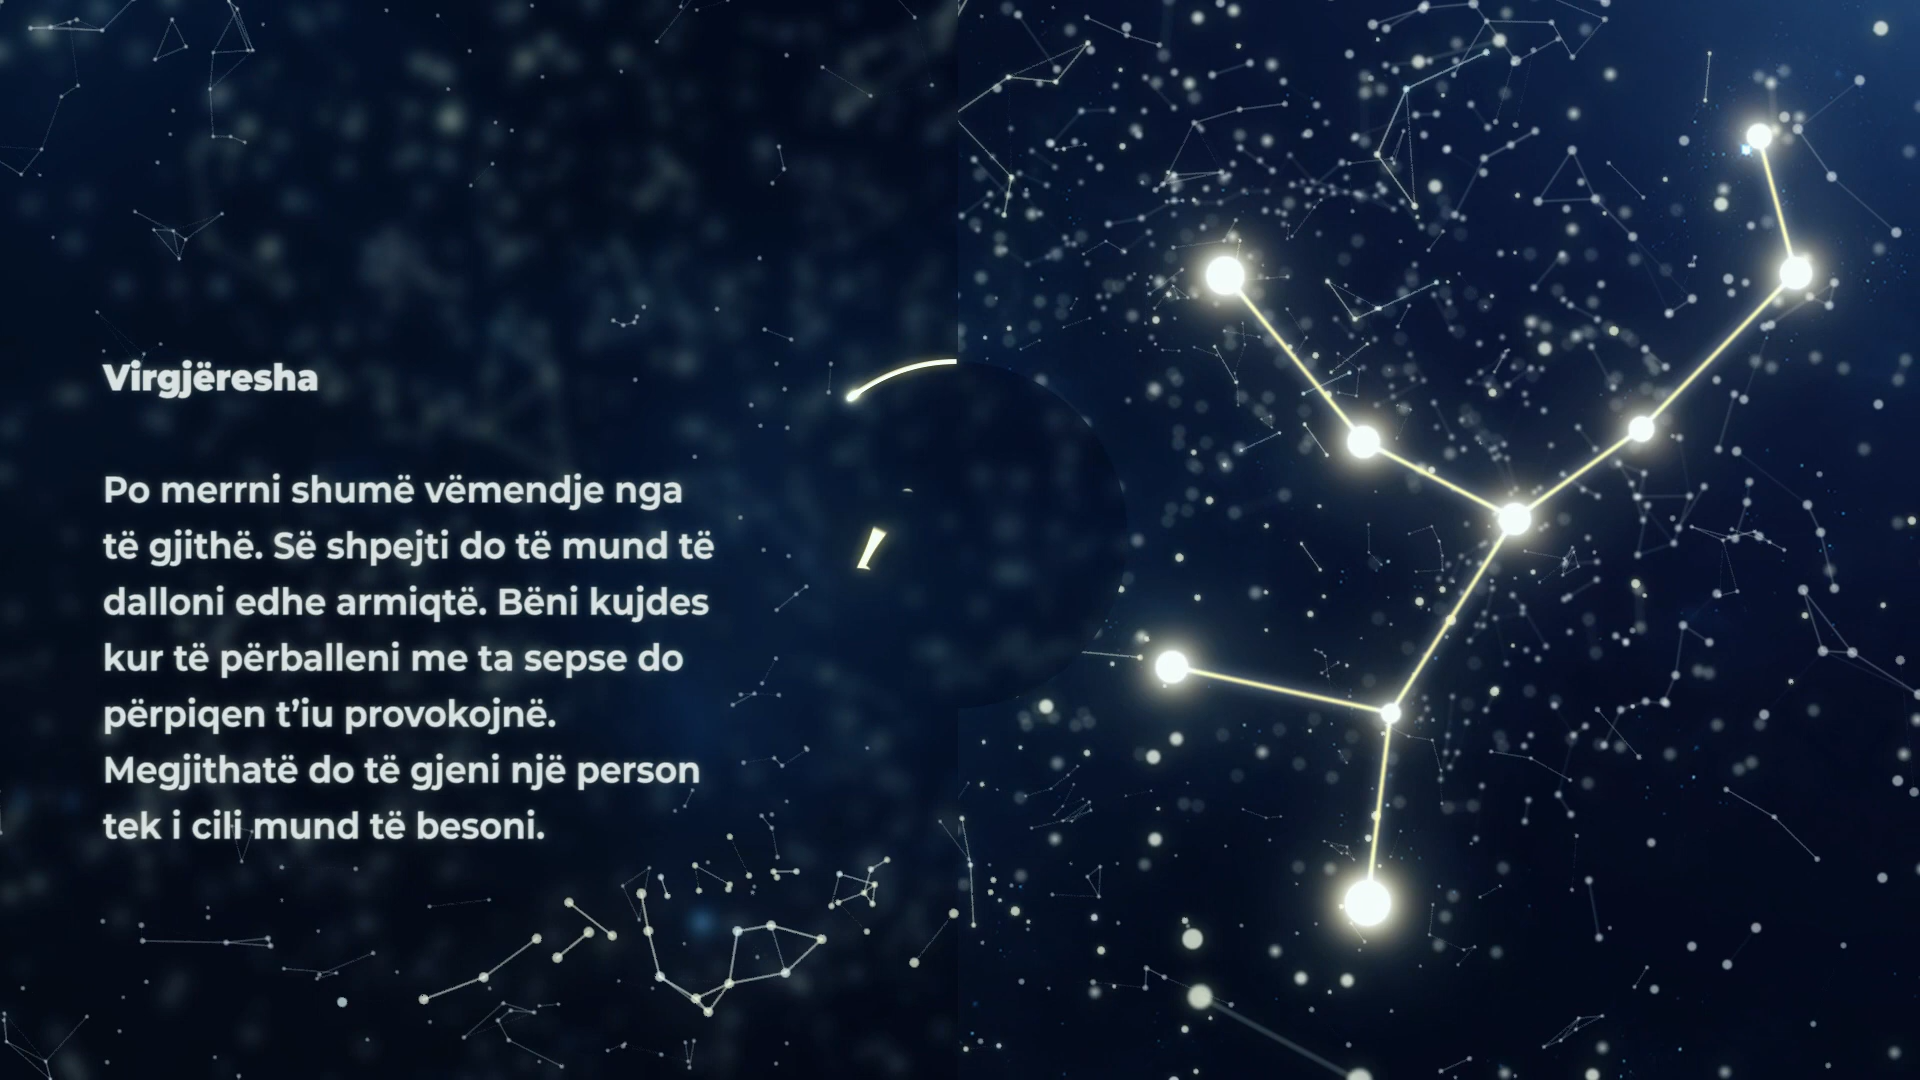 Virgjëresha
Po merrni shumë vëmendje nga
të gjithë. Së shpejti do të mund të
dalloni edhe armiqtë. Bëni kujdes
kur të përballeni me ta sepse do
përpiqen t’iu provokojnë.
Megjithatë do të gjeni një person
tek i cili mund të besoni.